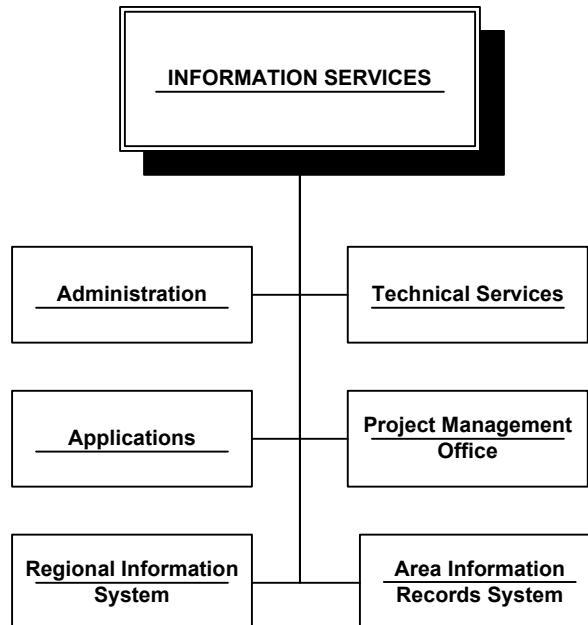 INFORMATION SERVICES
Administration
Technical Services
Applications
Project Management
Office
Regional Information
System
Area Information
Records System